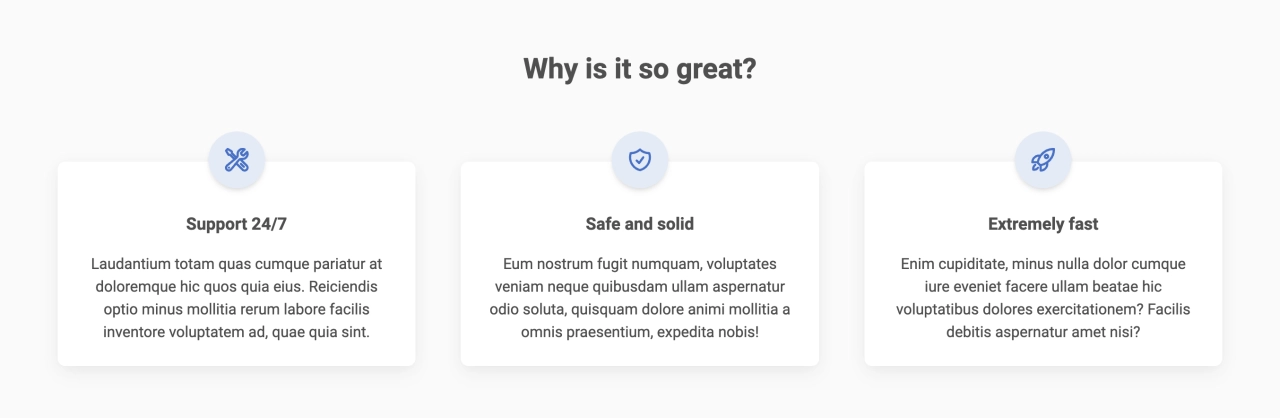 Why is it so great?
Support 24/7
Laudantium totam quas cumque pariatur at
doloremque hic quos quia eius. Reiciendis
optio minus mollitia rerum labore facilis
inventore voluptatem ad, quae quia sint.
Safe and solid
Eum nostrum fugit numquam, voluptates
veniam neque quibusdam ullam aspernatur
odio soluta, quisquam dolore animi mollitia a
omnis praesentium, expedita nobis!
Extremely fast
Enim cupiditate, minus nulla dolor cumque
iure eveniet facere ullam beatae hic
voluptatibus dolores exercitationem? Facilis
debitis aspernatur amet nisi?